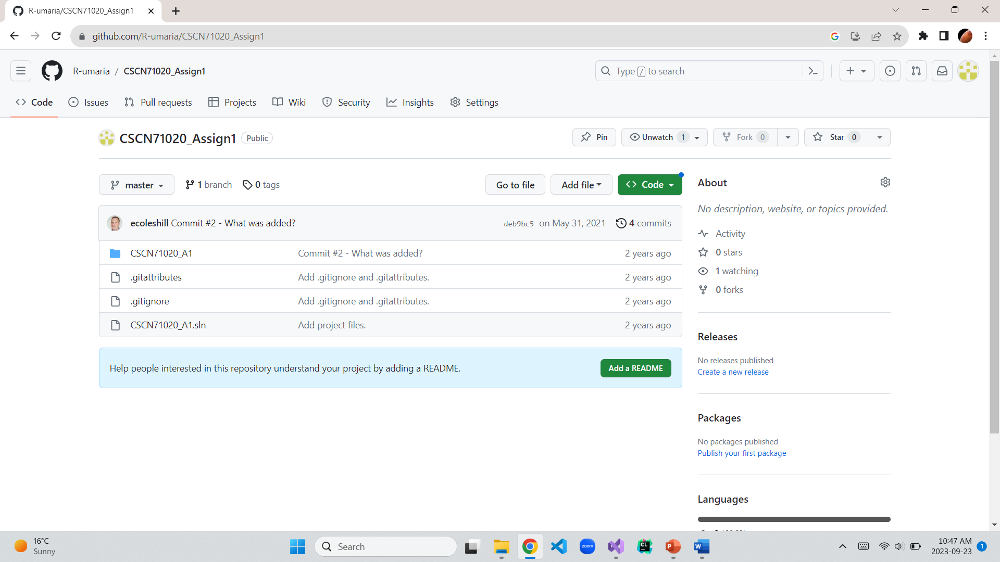 R-umaria/CSCN71020_Assign1
github.com/R-umaria/CSCN71020_Assign1
R-umaria / CSCN71020_Assign1
Type / to search
Code Issues Pull requests Projects Wiki Security Insights Settings
CSCN71020_Assign1 Public
Pin Unwatch 1 Fork 0 Star 0
master 1 branch 0 tags
Go to file Add file Code
ecoleshill Commit #2 - What was added? deb9bc5 on May 31, 2021 4 commits
CSCN71020_A1 Commit #2 - What was added? 2 years ago
.gitattributes Add .gitignore and .gitattributes. 2 years ago
.gitignore Add .gitignore and .gitattributes. 2 years ago
CSCN71020_A1.sln Add project files. 2 years ago
Help people interested in this repository understand your project by adding a README. Add a README
About
No description, website, or topics provided.
Activity
0 stars
1 watching
0 forks
Releases
No releases published
Create a new release
Packages
No packages published
Publish your first package
Languages
16°C
Sunny
Search
zoom
CL
P
W
10:47 AM
2023-09-23
1